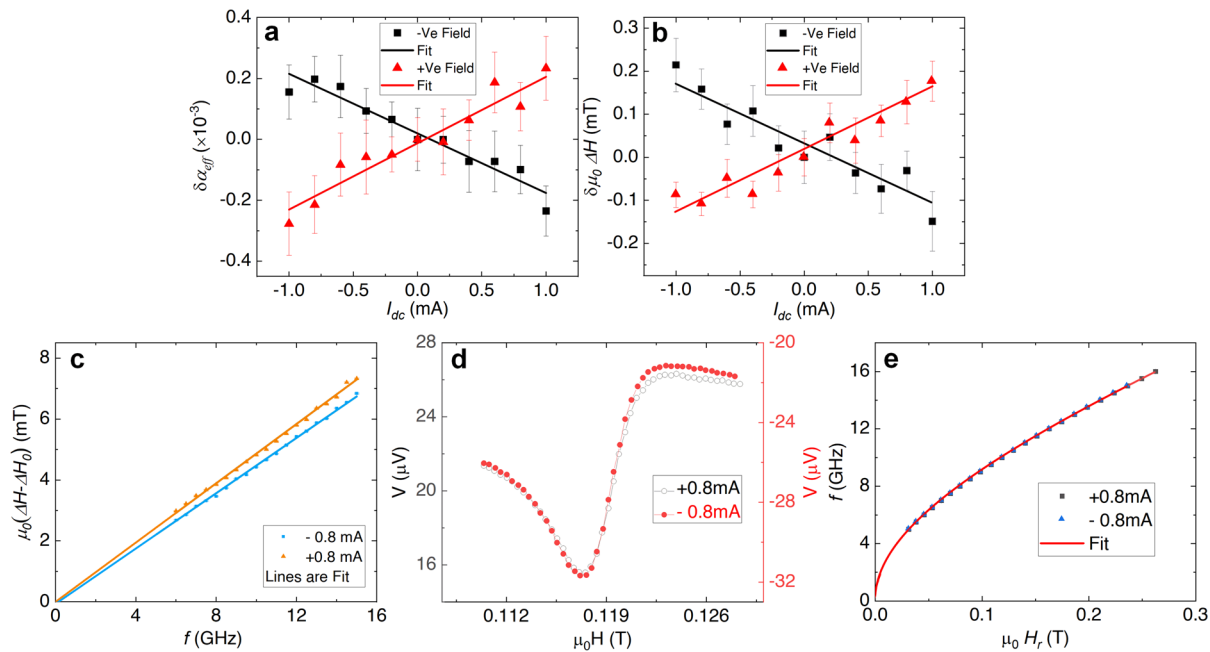 a
-Ve Field
Fit
+Ve Field
Fit
0.4
0.2
0.0
-0.2
-0.4
δα_eff (×10⁻³)
-1.0 -0.5 0.0 0.5 1.0
I_dc (mA)
b
-Ve Field
Fit
+Ve Field
Fit
0.3
0.2
0.1
0.0
-0.1
-0.2
δμ₀ ΔH (mT)
-1.0 -0.5 0.0 0.5 1.0
I_dc (mA)
c
8
6
4
2
0
μ₀(ΔH-ΔH₀) (mT)
- 0.8 mA
+0.8 mA
Lines are Fit
0 4 8 12 16
f (GHz)
d
28
24
20
16
V (μV)
-20
-24
-28
-32
V (μV)
+0.8mA
- 0.8mA
0.112 0.119 0.126
μ₀H (T)
e
16
12
8
4
0
f (GHz)
+0.8mA
- 0.8mA
Fit
0.0 0.1 0.2 0.3
μ₀ H_r (T)